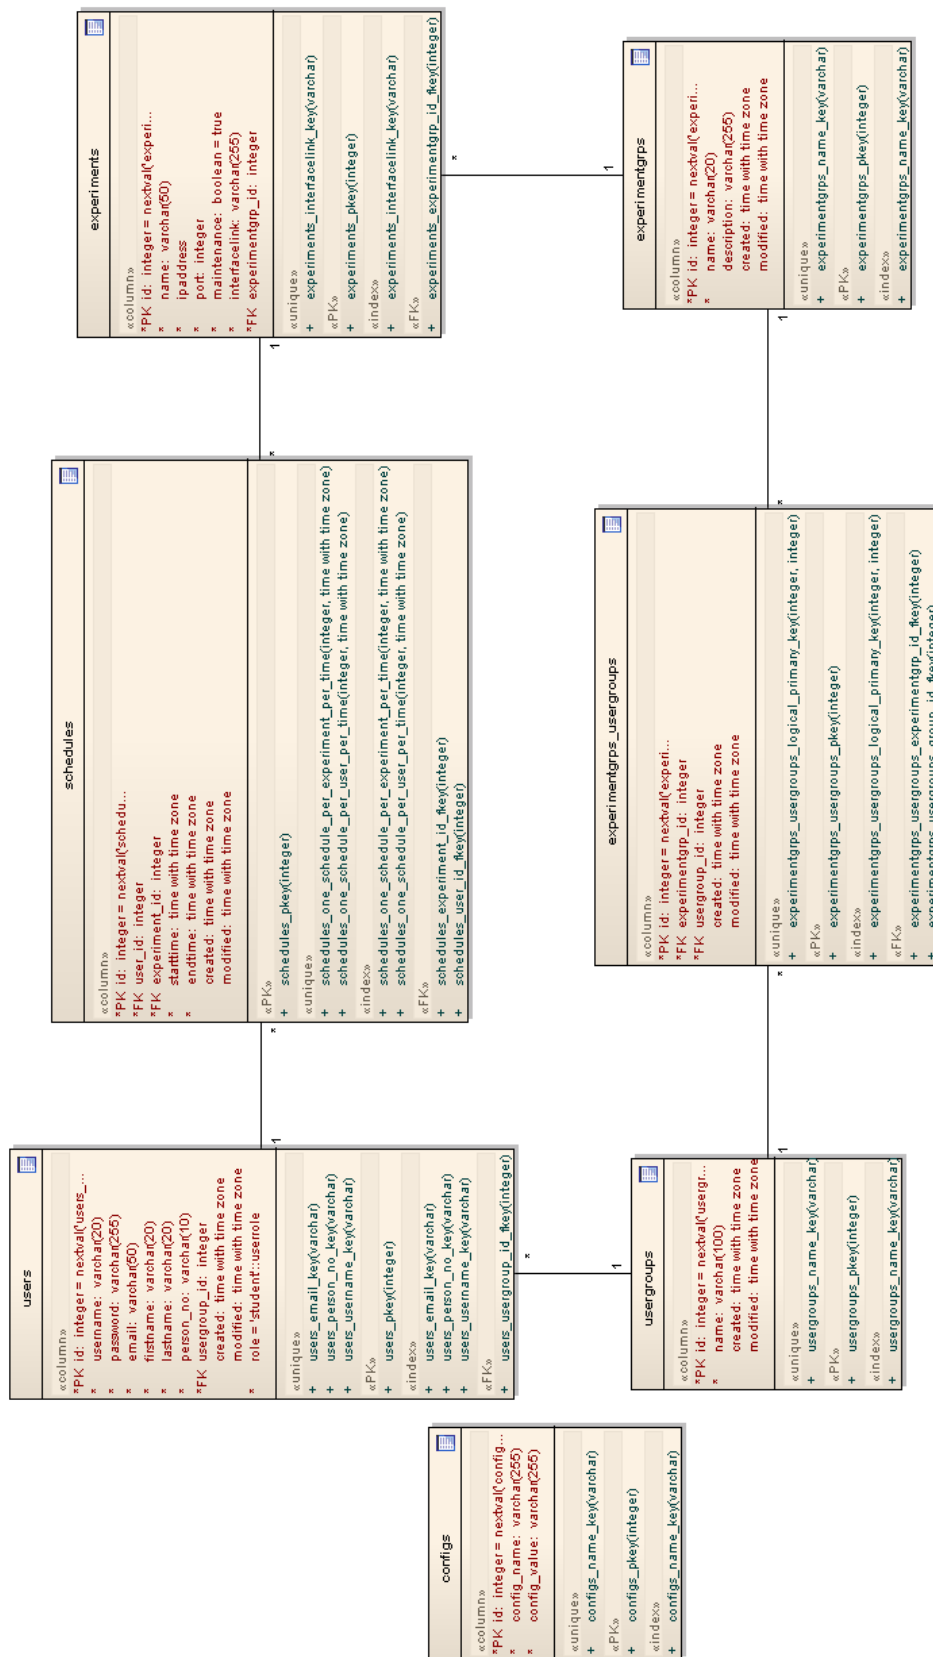 users
«column»
*PK id: integer = nextval('users_...
* username: varchar(20)
* password: varchar(255)
* email: varchar(50)
* firstname: varchar(20)
* lastname: varchar(20)
* person_no: varchar(10)
*FK usergroup_id: integer
created: time with time zone
modified: time with time zone
* role = 'student'::userrole
«unique»
+ users_email_key(varchar)
+ users_person_no_key(varchar)
+ users_username_key(varchar)
«PK»
+ users_pkey(integer)
«index»
+ users_email_key(varchar)
+ users_person_no_key(varchar)
+ users_username_key(varchar)
«FK»
+ users_usergroup_id_fkey(integer)
1
*
*
1
schedules
«column»
*PK id: integer = nextval('schedu...
*FK user_id: integer
*FK experiment_id: integer
* starttime: time with time zone
* endtime: time with time zone
created: time with time zone
modified: time with time zone
«PK»
+ schedules_pkey(integer)
«unique»
+ schedules_one_schedule_per_experiment_per_time(integer, time with time zone)
+ schedules_one_schedule_per_user_per_time(integer, time with time zone)
«index»
+ schedules_one_schedule_per_experiment_per_time(integer, time with time zone)
+ schedules_one_schedule_per_user_per_time(integer, time with time zone)
«FK»
+ schedules_experiment_id_fkey(integer)
+ schedules_user_id_fkey(integer)
*
1
experiments
«column»
*PK id: integer = nextval('experi...
* name: varchar(50)
* ipaddress
* port: integer
* maintenance: boolean = true
* interfacelink: varchar(255)
*FK experimentgrp_id: integer
«unique»
+ experiments_interfacelink_key(varchar)
«PK»
+ experiments_pkey(integer)
«index»
+ experiments_interfacelink_key(varchar)
«FK»
+ experiments_experimentgrp_id_fkey(integer)
*
1
configs
«column»
*PK id: integer = nextval('config...
* config_name: varchar(255)
* config_value: varchar(255)
«unique»
+ configs_name_key(varchar)
«PK»
+ configs_pkey(integer)
«index»
+ configs_name_key(varchar)
usergroups
«column»
*PK id: integer = nextval('usergr...
* name: varchar(100)
created: time with time zone
modified: time with time zone
«unique»
+ usergroups_name_key(varchar)
«PK»
+ usergroups_pkey(integer)
«index»
+ usergroups_name_key(varchar)
1
*
experimentgrps_usergroups
«column»
*PK id: integer = nextval('experi...
*FK experimentgrp_id: integer
*FK usergroup_id: integer
created: time with time zone
modified: time with time zone
«unique»
+ experimentgrps_usergroups_logical_primary_key(integer, integer)
«PK»
+ experimentgrps_usergroups_pkey(integer)
«index»
+ experimentgrps_usergroups_logical_primary_key(integer, integer)
«FK»
+ experimentgrps_usergroups_experimentgrp_id_fkey(integer)
*
1
experimentgrps
«column»
*PK id: integer = nextval('experi...
* name: varchar(20)
description: varchar(255)
created: time with time zone
modified: time with time zone
«unique»
+ experimentgrps_name_key(varchar)
«PK»
+ experimentgrps_pkey(integer)
«index»
+ experimentgrps_name_key(varchar)